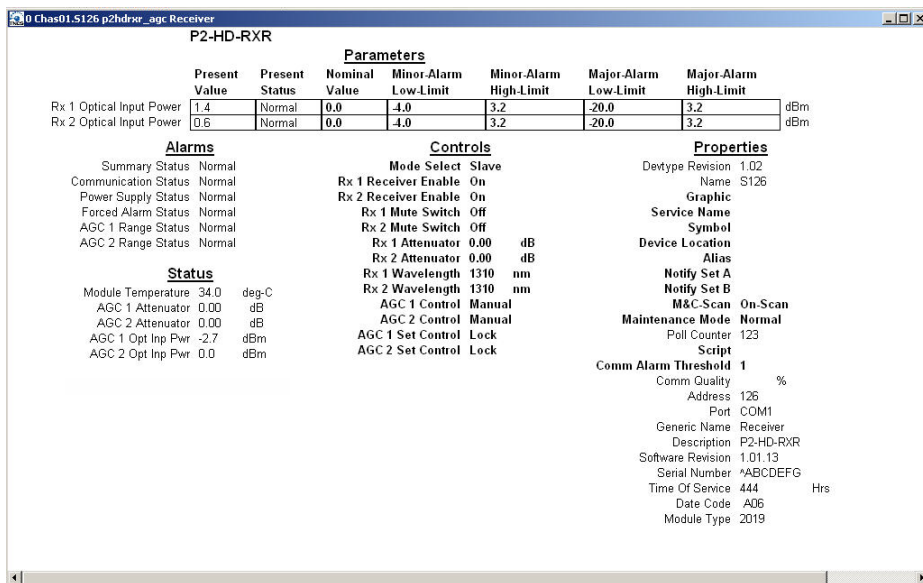 0 Chas01.S126 p2hdrxr_agc Receiver
P2-HD-RXR
Parameters
Present Present Nominal Minor-Alarm Minor-Alarm Major-Alarm Major-Alarm
Value Status Value Low-Limit High-Limit Low-Limit High-Limit
Rx 1 Optical Input Power 1.4 Normal 0.0 -4.0 3.2 -20.0 3.2 dBm
Rx 2 Optical Input Power 0.6 Normal 0.0 -4.0 3.2 -20.0 3.2 dBm
Alarms
Summary Status Normal
Communication Status Normal
Power Supply Status Normal
Forced Alarm Status Normal
AGC 1 Range Status Normal
AGC 2 Range Status Normal
Status
Module Temperature 34.0 deg-C
AGC 1 Attenuator 0.00 dB
AGC 2 Attenuator 0.00 dB
AGC 1 Opt Inp Pwr -2.7 dBm
AGC 2 Opt Inp Pwr 0.0 dBm
Controls
Mode Select Slave
Rx 1 Receiver Enable On
Rx 2 Receiver Enable On
Rx 1 Mute Switch Off
Rx 2 Mute Switch Off
Rx 1 Attenuator 0.00 dB
Rx 2 Attenuator 0.00 dB
Rx 1 Wavelength 1310 nm
Rx 2 Wavelength 1310 nm
AGC 1 Control Manual
AGC 2 Control Manual
AGC 1 Set Control Lock
AGC 2 Set Control Lock
Properties
Devtype Revision 1.02
Name S126
Graphic
Service Name
Symbol
Device Location
Alias
Notify Set A
Notify Set B
M&C-Scan On-Scan
Maintenance Mode Normal
Poll Counter 123
Script
Comm Alarm Threshold 1
Comm Quality %
Address 126
Port COM1
Generic Name Receiver
Description P2-HD-RXR
Software Revision 1.01.13
Serial Number ^ABCDEFG
Time Of Service 444 Hrs
Date Code A06
Module Type 2019